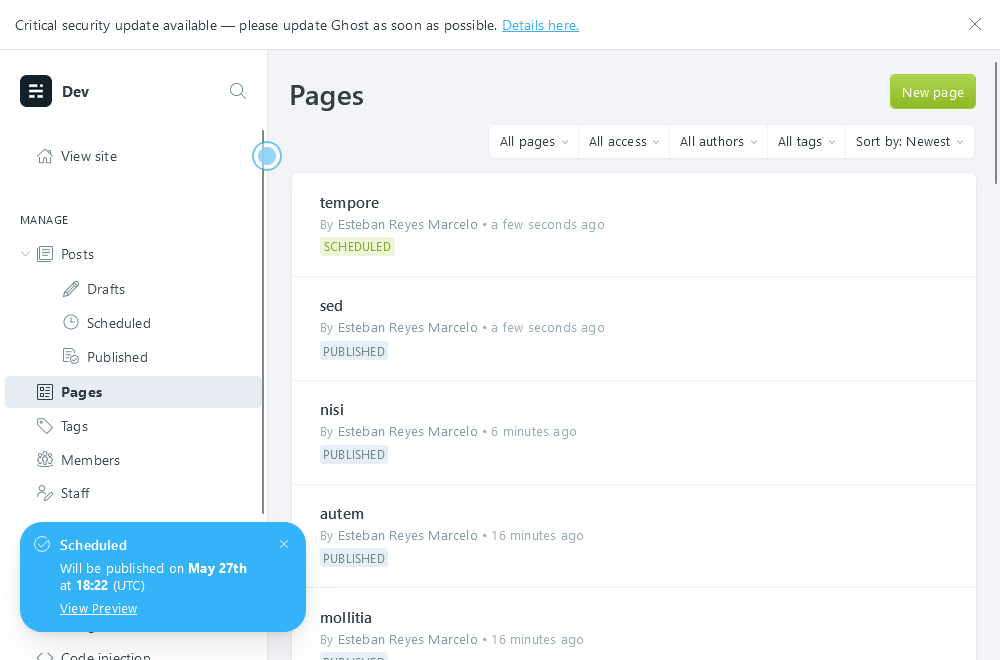 Critical security update available — please update Ghost as soon as possible. Details here.
Dev
View site
MANAGE
Posts
Drafts
Scheduled
Published
Pages
Tags
Members
Staff
Scheduled
Will be published on May 27th
at 18:22 (UTC)
View Preview
Code injection
Pages
New page
All pages
All access
All authors
All tags
Sort by: Newest
tempore
By Esteban Reyes Marcelo • a few seconds ago
SCHEDULED
sed
By Esteban Reyes Marcelo • a few seconds ago
PUBLISHED
nisi
By Esteban Reyes Marcelo • 6 minutes ago
PUBLISHED
autem
By Esteban Reyes Marcelo • 16 minutes ago
PUBLISHED
mollitia
By Esteban Reyes Marcelo • 16 minutes ago
PUBLISHED